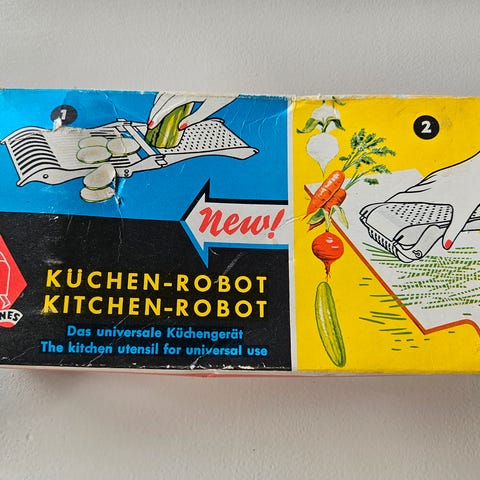 1
2
New!
KÜCHEN-ROBOT
KITCHEN-ROBOT
Das universale Küchengerät
The kitchen utensil for universal use